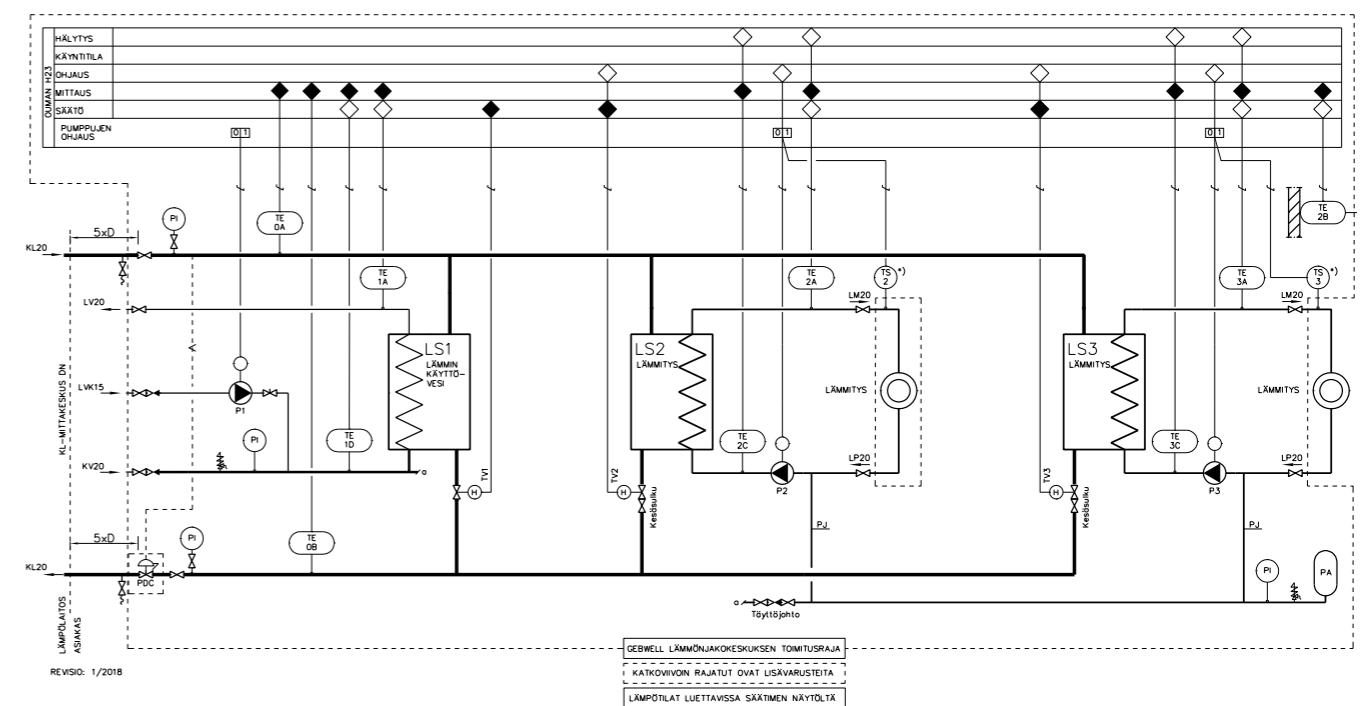 OUMAN H23
HÄLYTYS
KÄYNTITILA
OHJAUS
MITTAUS
SÄÄTÖ
PUMPPUJEN
OHJAUS
0 1
0 1
0 1
PI
TE
0A
TE
2B
5xD
KL20
TE
1A
TE
2A
TS
2
*)
TE
3A
TS
3
*)
LV20
LM20
LM20
LS1
LÄMMIN
KÄYTTÖ-
VESI
LS2
LÄMMITYS
LS3
LÄMMITYS
LVK15
P1
LÄMMITYS
LÄMMITYS
KL-MITTAKESKUS DN
PI
TE
1D
TE
2C
TE
3C
KV20
LP20
LP20
P2
P3
TV1
H
TV2
H
Kesäsulku
TV3
H
Kesäsulku
5xD
PI
TE
0B
PJ
PJ
KL20
PDC
PI
PA
Täyttöjohto
LÄMPÖLAITOS
ASIAKAS
REVISIO: 1/2018
GEBWELL LÄMMÖNJAKOKESKUKSEN TOIMITUSRAJA
KATKOVIIVOIN RAJATUT OVAT LISÄVARUSTEITA
LÄMPÖTILAT LUETTAVISSA SÄÄTIMEN NÄYTÖLTÄ